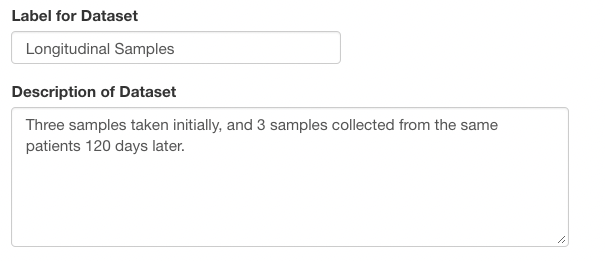 Label for Dataset
Longitudinal Samples
Description of Dataset
Three samples taken initially, and 3 samples collected from the same
patients 120 days later.